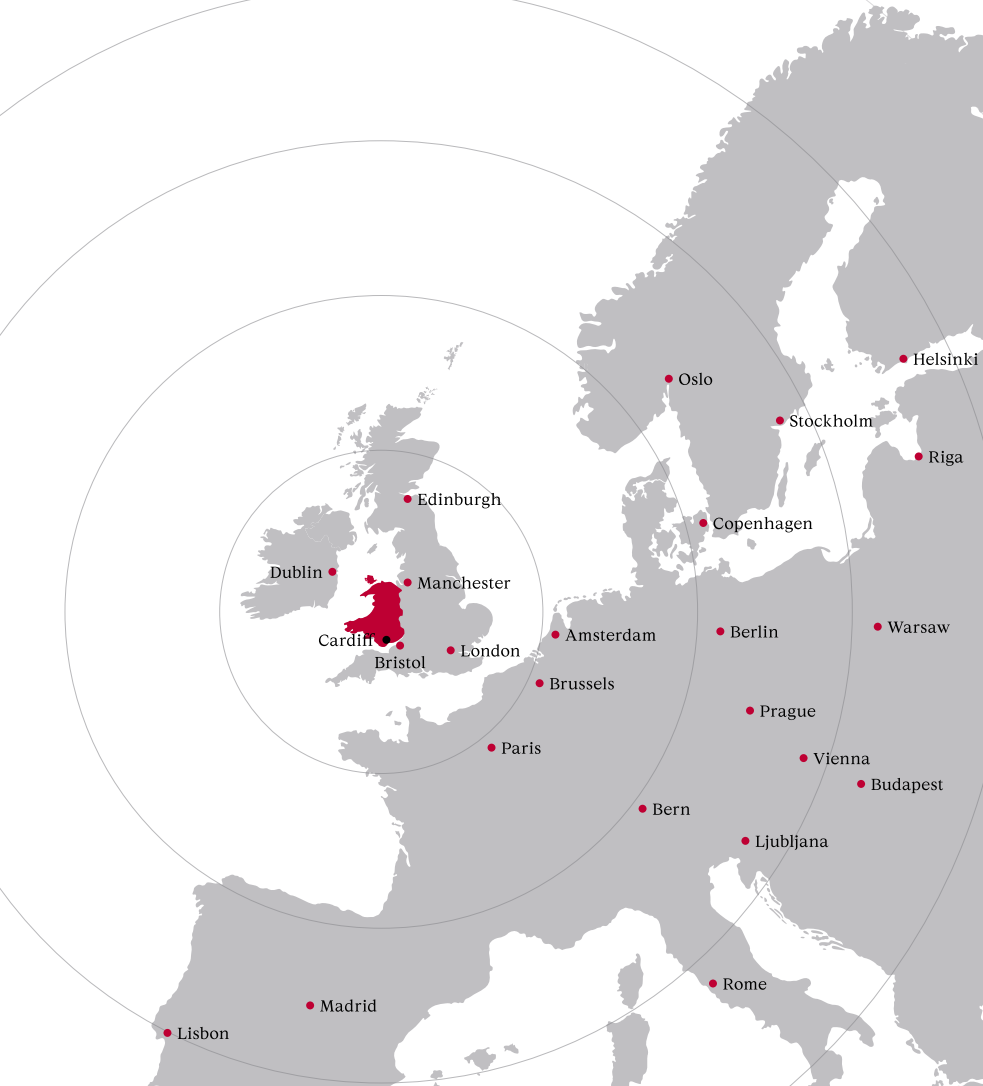 Helsinki
Oslo
Stockholm
Riga
Edinburgh
Copenhagen
Dublin
Manchester
Warsaw
Berlin
Amsterdam
Cardiff
London
Bristol
Brussels
Prague
Paris
Vienna
Budapest
Bern
Ljubljana
Rome
Madrid
Lisbon